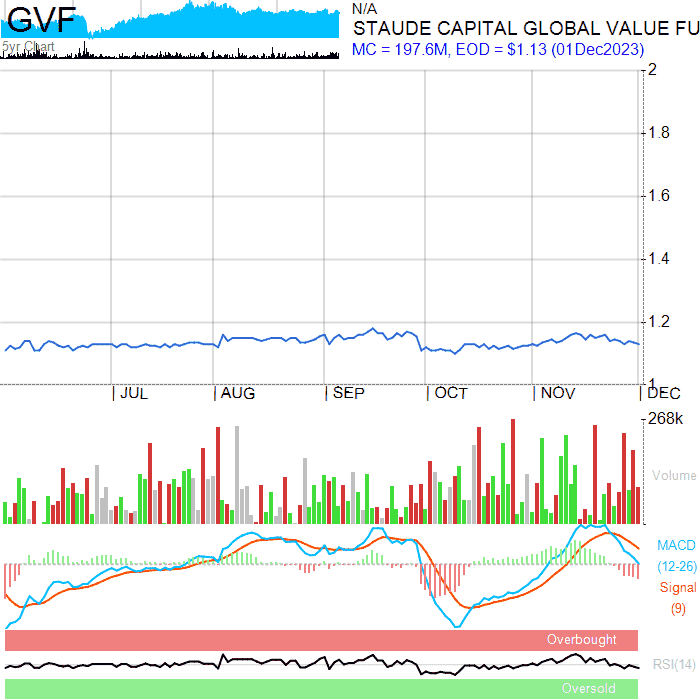 GVF
5yr Chart
N/A
STAUDE CAPITAL GLOBAL VALUE FU
MC = 197.6M, EOD = $1.13 (01Dec2023)
2
1.8
1.6
1.4
1.2
1
JUL AUG SEP OCT NOV DEC
268k
Volume
MACD
(12-26)
Signal
(9)
Overbought
RSI(14)
Oversold